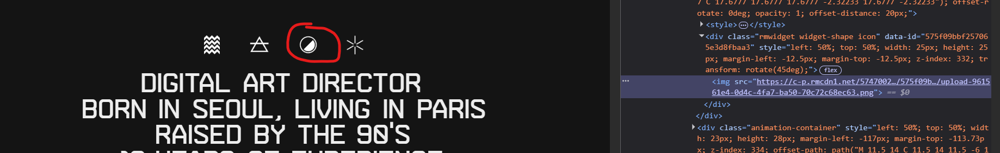 DIGITAL ART DIRECTOR
BORN IN SEOUL, LIVING IN PARIS
RAISED BY THE 90'S
7 C 17.6777 17.6777 17.6777 -2.32233 17.6777 -2.32233"); offset-r
otate: 0deg; opacity: 1; offset-distance: 20px;">
<style>…</style>
<div class="rmwidget widget-shape icon" data-id="575f09bbf25706
5e3d8fbaa3" style="left: 50%; top: 50%; width: 25px; height: 25
px; margin-left: -12.5px; margin-top: -12.5px; z-index: 332; tr
ansform: rotate(45deg);"> flex
<img src="https://c-p.rmcdn1.net/5747002…/575f09b…/upload-9615
61e4-0d4c-4fa7-ba50-70c72c68ec63.png"> == $0
</div>
</div>
<div class="animation-container" style="left: 50%; top: 50%; widt
h: 23px; height: 28px; margin-left: -117px; margin-top: -113.73p
x; z-index: 334; offset-path: path("M 11.5 14 C 11.5 14 11.5 -6 1